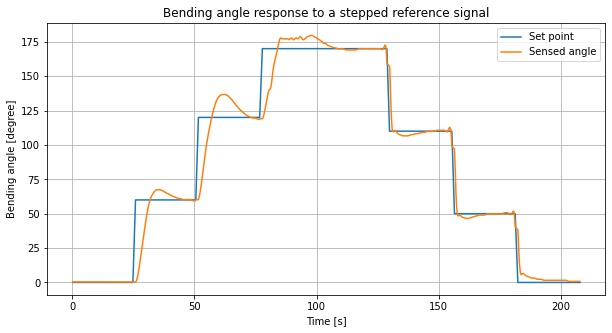 Bending angle response to a stepped reference signal
Set point
Sensed angle
Bending angle [degree]
175
150
125
100
75
50
25
0
0
50
100
150
200
Time [s]